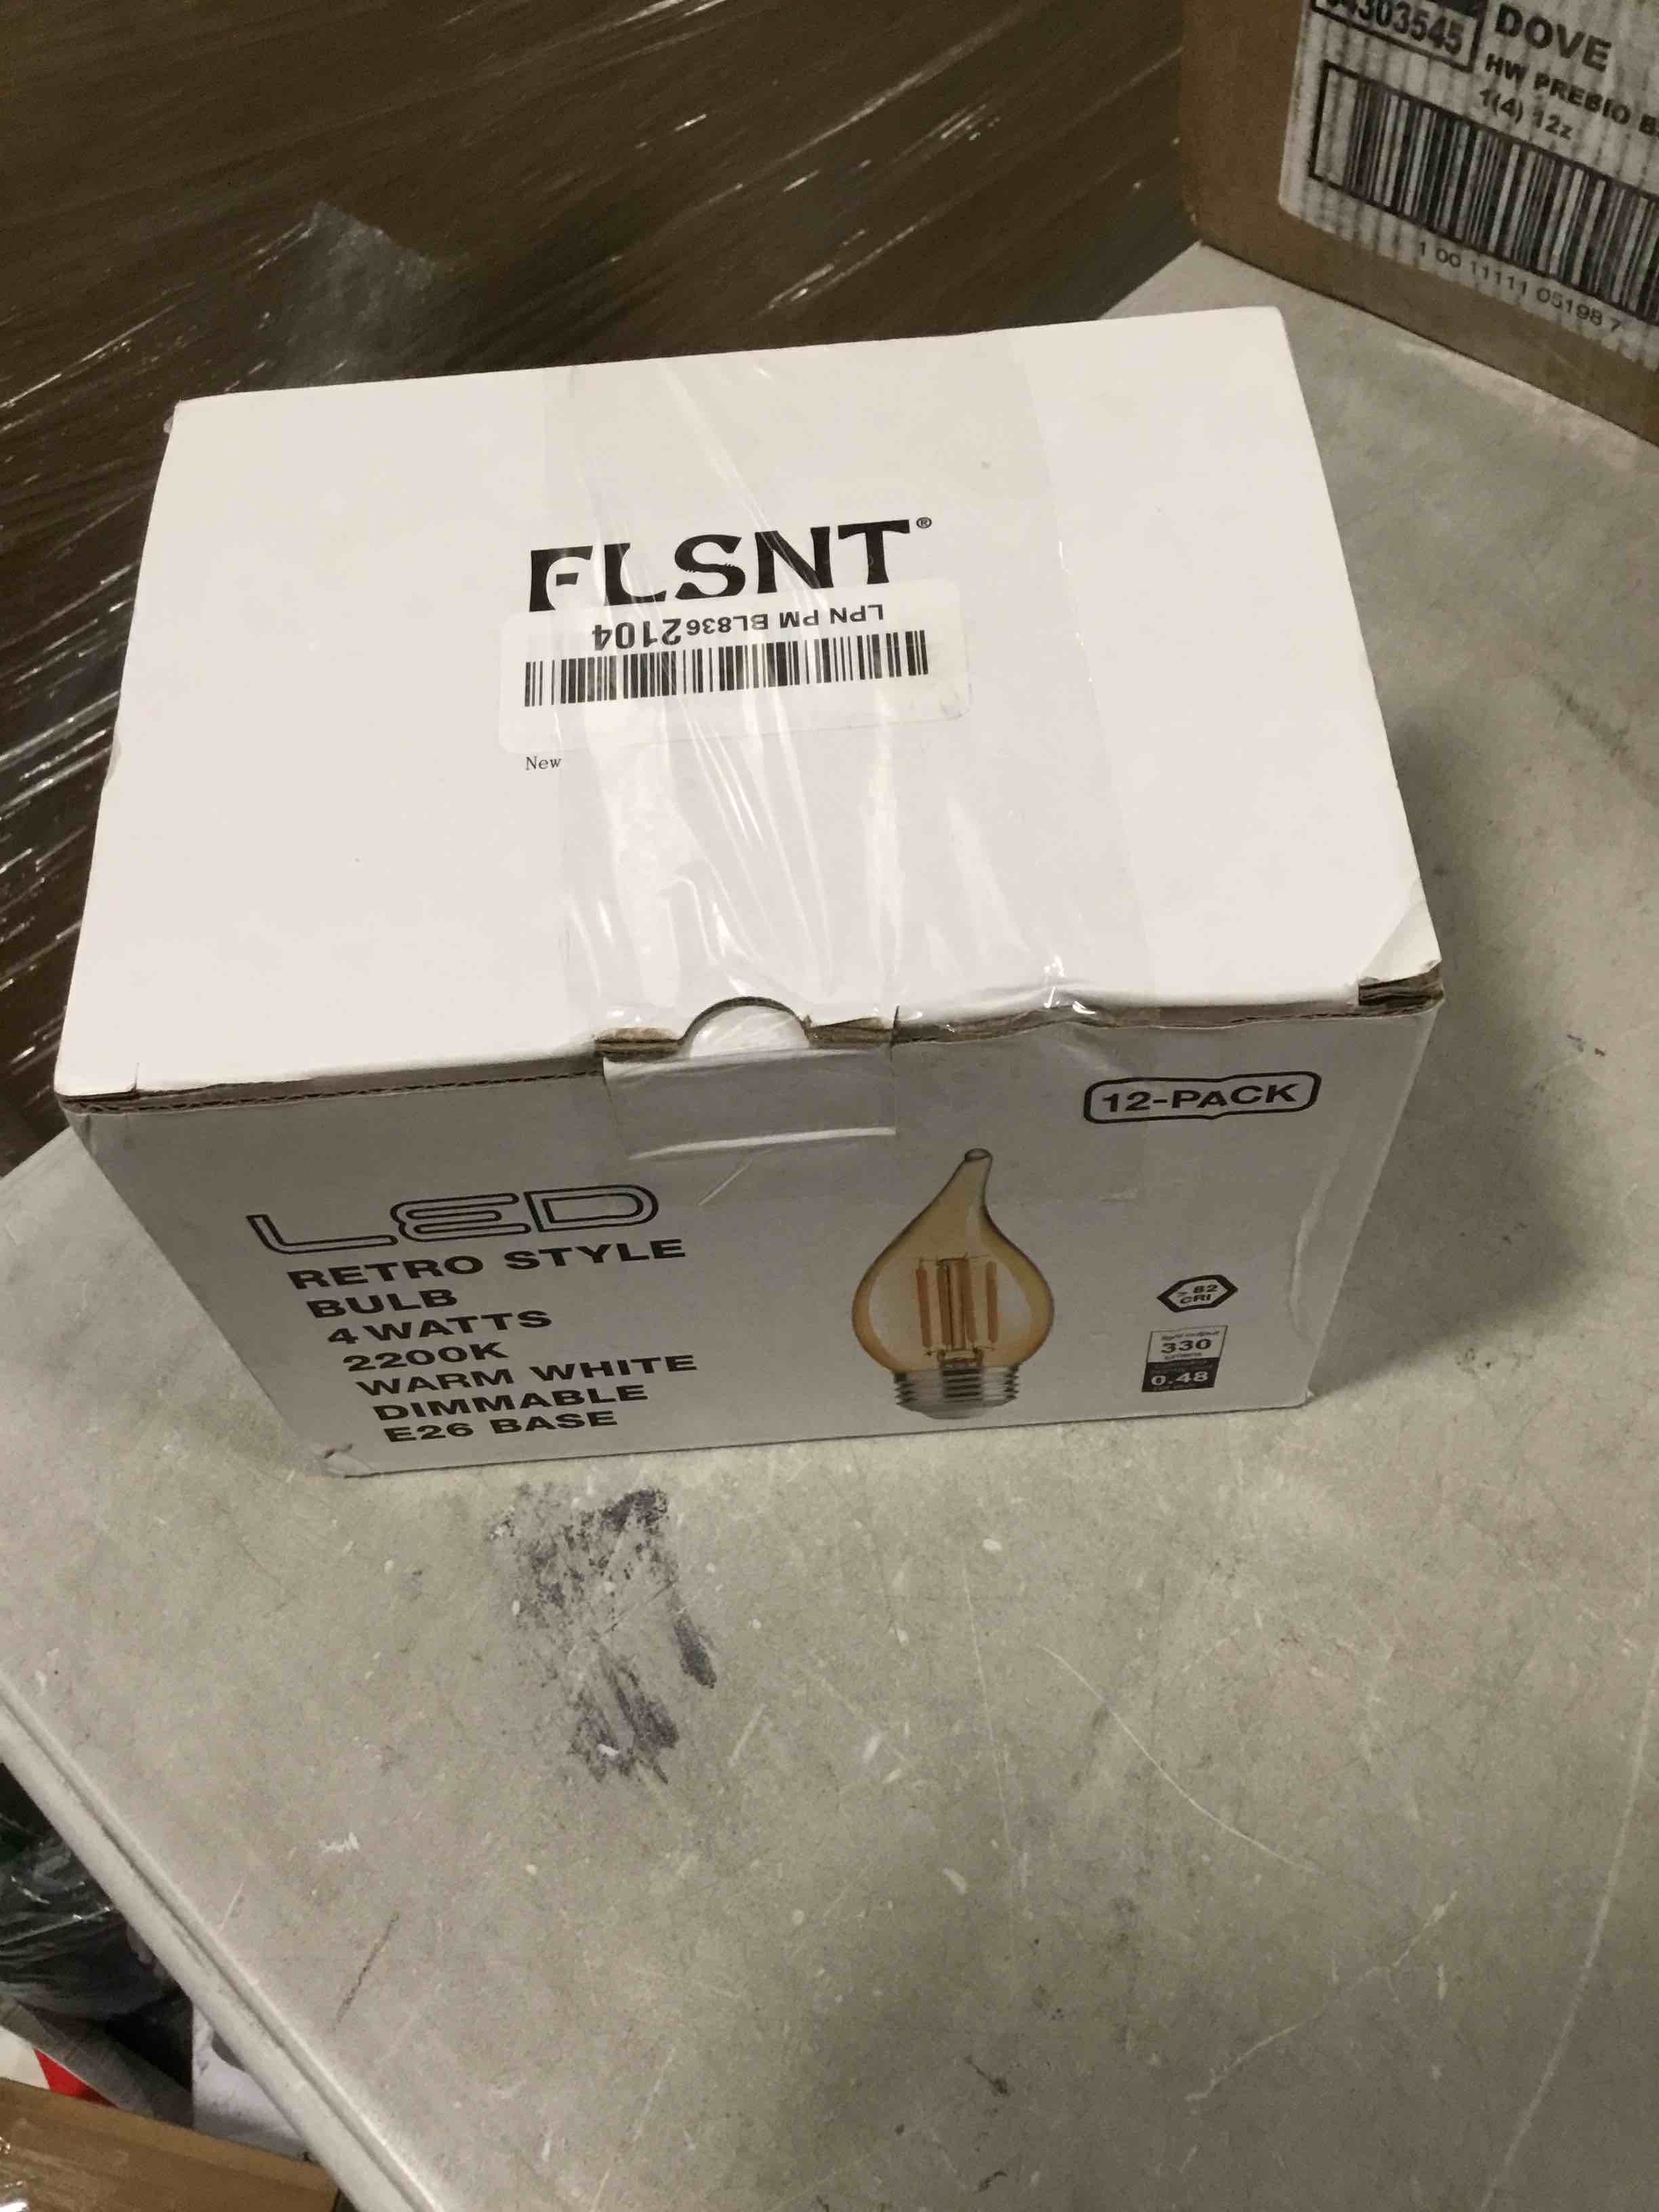 DOVE
HW PREBIO
1(4) 12z
1 00 11111 05198 7
FLSNT®
LPN PM BL8362104
New
12-PACK
LED
RETRO STYLE
BULB
4 WATTS
2200K
WARM WHITE
DIMMABLE
E26 BASE
>82
CRI
330
0.48